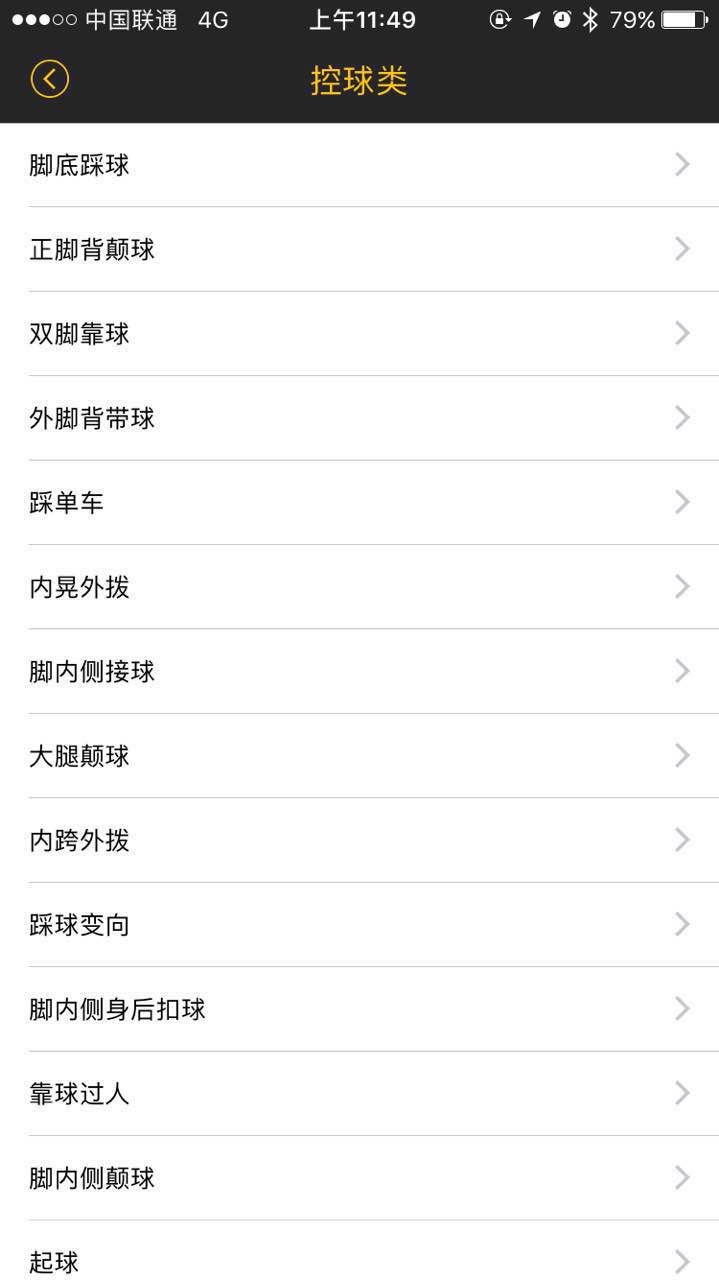 中国联通 4G 上午11:49 79%
控球类
脚底踩球
正脚背颠球
双脚靠球
外脚背带球
踩单车
内晃外拨
脚内侧接球
大腿颠球
内跨外拨
踩球变向
脚内侧身后扣球
靠球过人
脚内侧颠球
起球